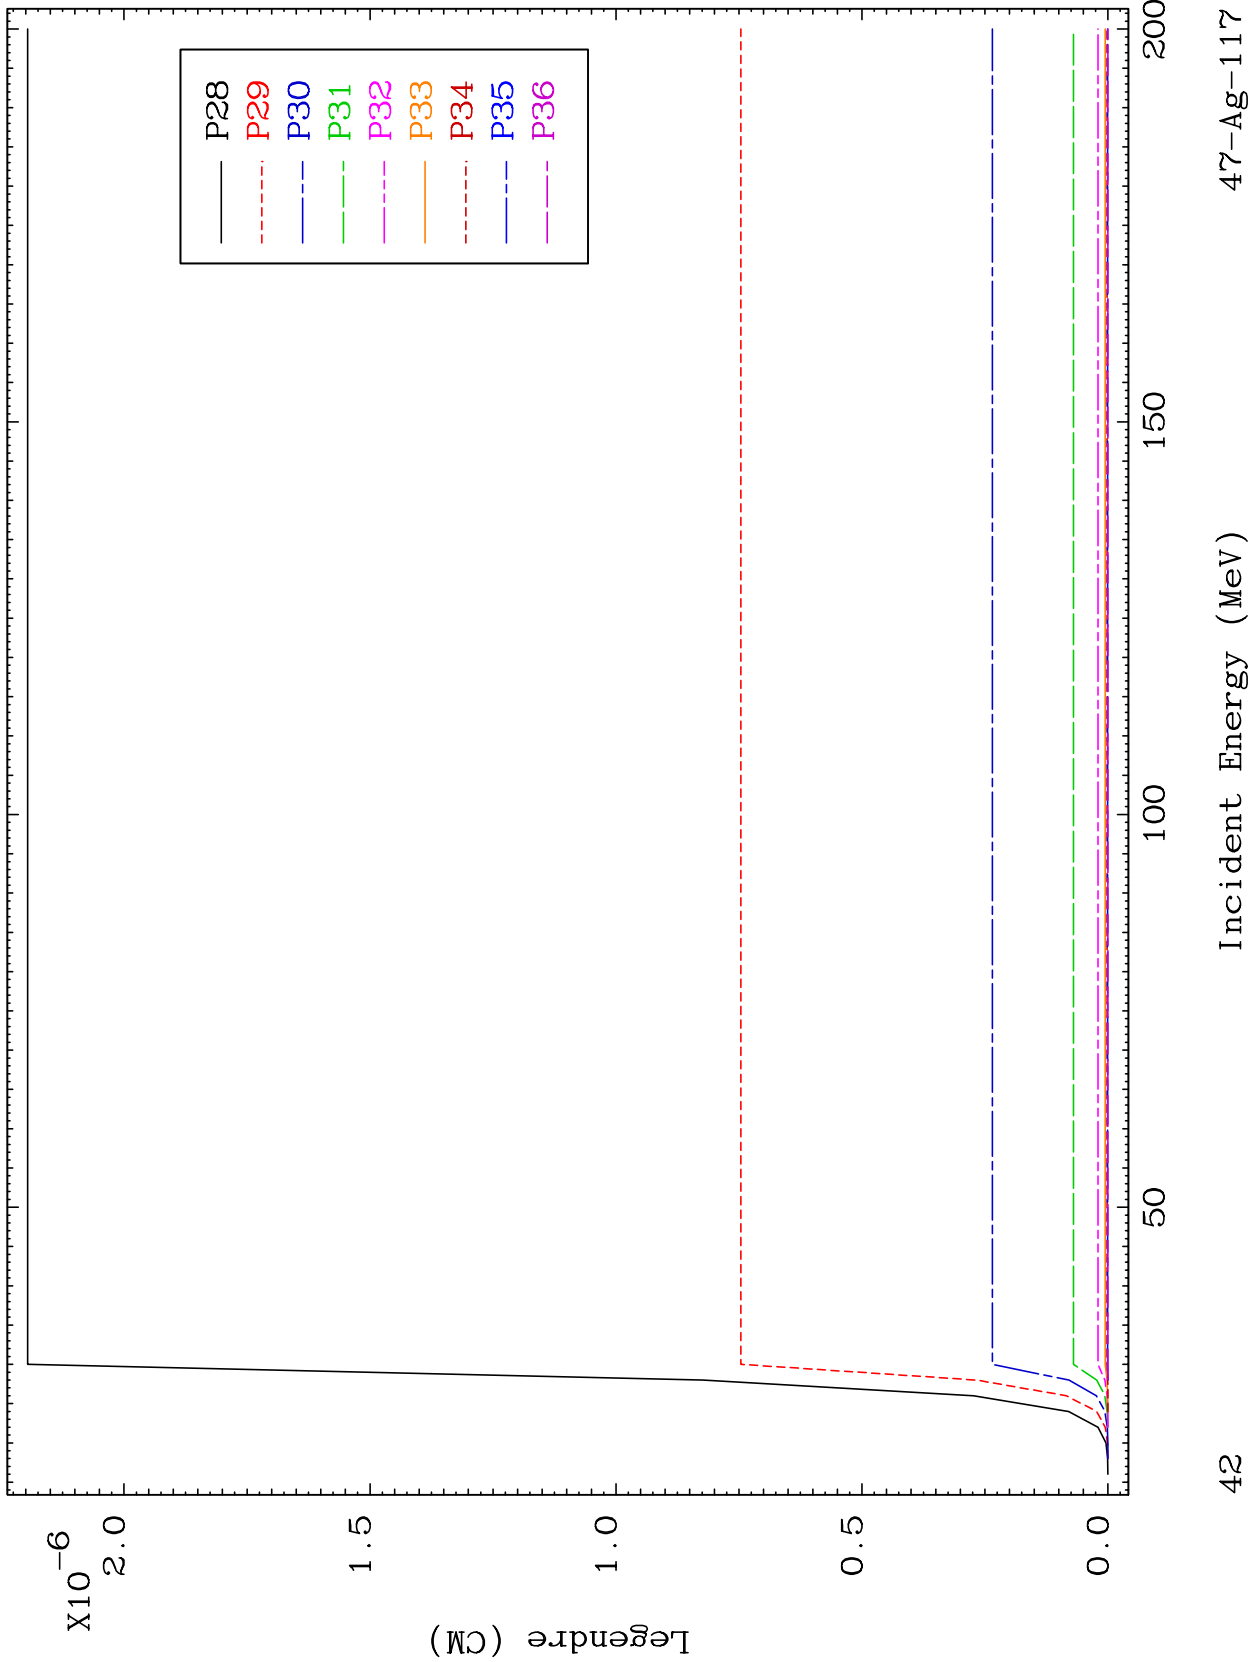 X10-6
2.0
1.5
1.0
0.5
0.0
Legendre (CM)
P28
P29
P30
P31
P32
P33
P34
P35
P36
50
100
150
200
42
Incident Energy (MeV)
47-Ag-117